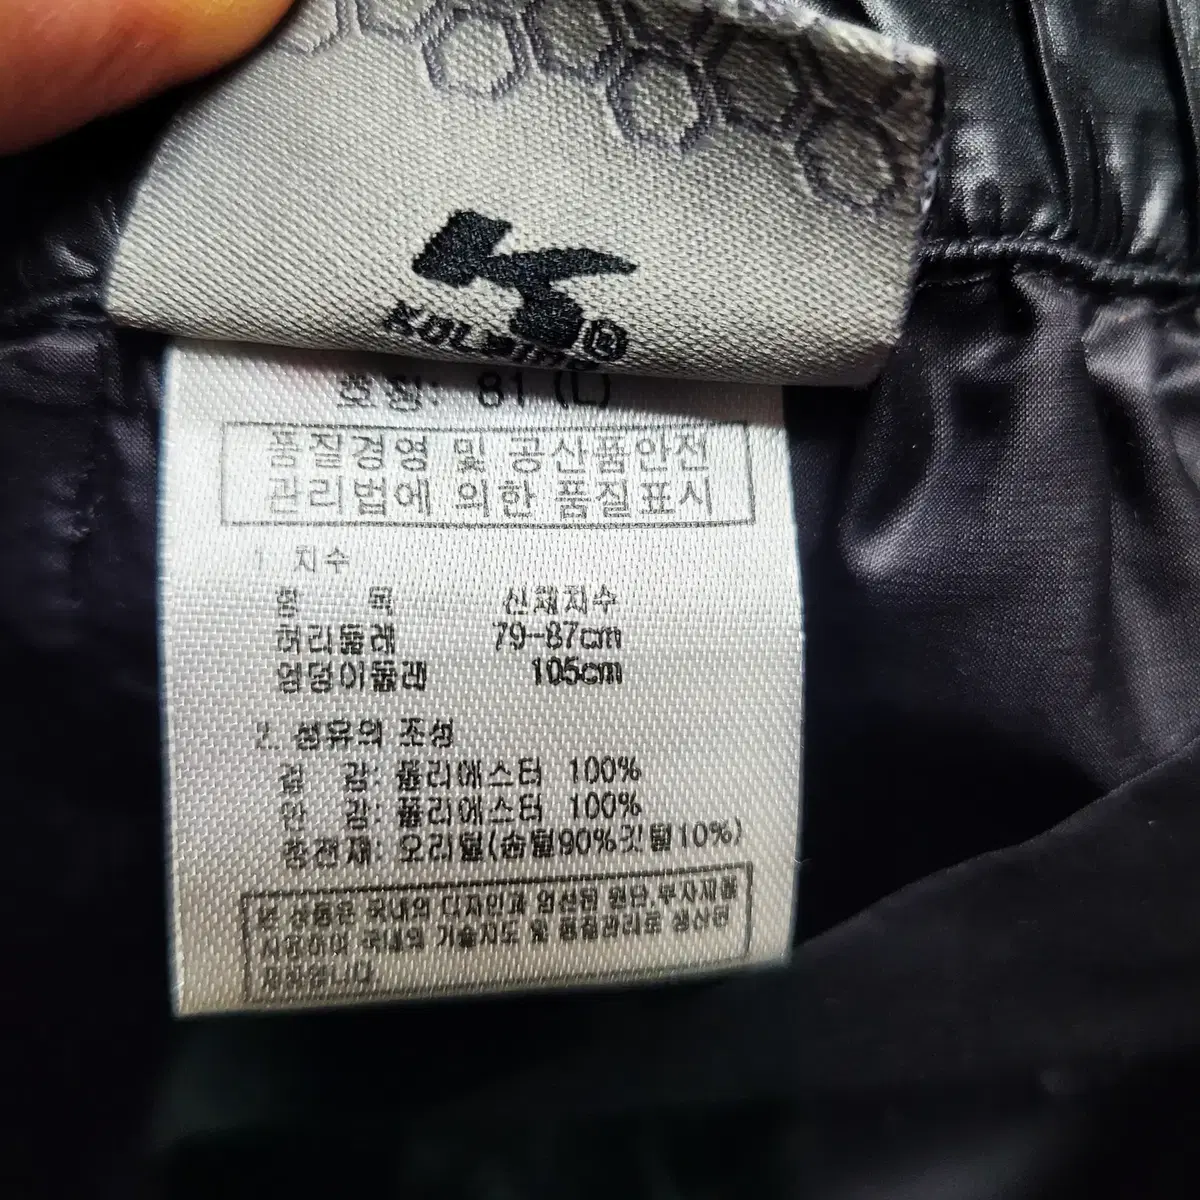 KOLPING
호칭: 81 (L)
품질경영 및 공산품안전
관리법에 의한 품질표시
1. 치수
항 목 신체치수
허리둘레 79-87cm
엉덩이둘레 105cm
2. 섬유의 조성
겉 감: 폴리에스터 100%
안 감: 폴리에스터 100%
충전재: 오리털(솜털90%깃털10%)
본 상품은 국내의 디자인과 엄선된 원단,부자재를
사용하여 국내의 기술지도 및 품질관리로 생산된
제품입니다.